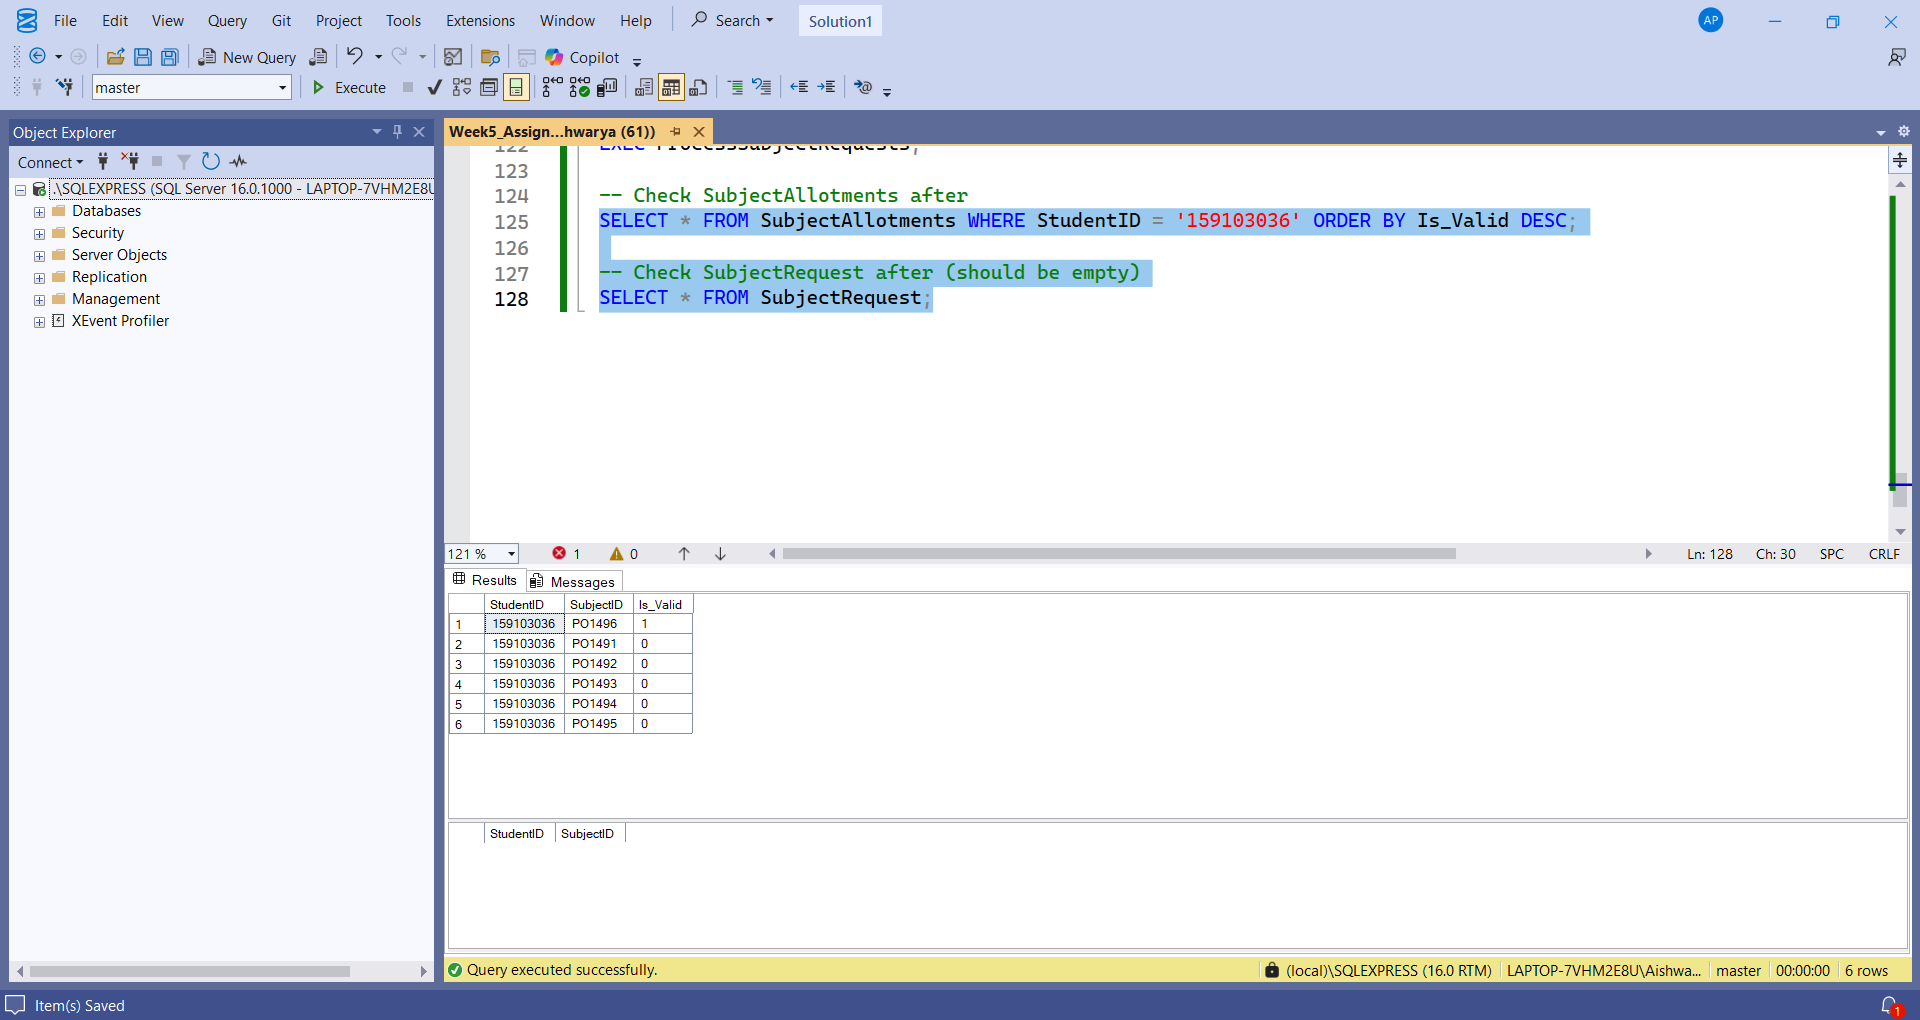 File Edit View Query Git Project Tools Extensions Window Help Search Solution1 AP
New Query Copilot
master Execute
Object Explorer
Connect
.\SQLEXPRESS (SQL Server 16.0.1000 - LAPTOP-7VHM2E8U
Databases
Security
Server Objects
Replication
Management
XEvent Profiler
Week5_Assign...hwarya (61))
122 EXEC ProcessSubjectRequests;
123
124 -- Check SubjectAllotments after
125 SELECT * FROM SubjectAllotments WHERE StudentID = '159103036' ORDER BY Is_Valid DESC;
126
127 -- Check SubjectRequest after (should be empty)
128 SELECT * FROM SubjectRequest;
121 % 1 0 Ln: 128 Ch: 30 SPC CRLF
Results Messages
StudentID SubjectID Is_Valid
1 159103036 PO1496 1
2 159103036 PO1491 0
3 159103036 PO1492 0
4 159103036 PO1493 0
5 159103036 PO1494 0
6 159103036 PO1495 0
StudentID SubjectID
Query executed successfully. (local)\SQLEXPRESS (16.0 RTM) LAPTOP-7VHM2E8U\Aishwa... master 00:00:00 6 rows
Item(s) Saved 1